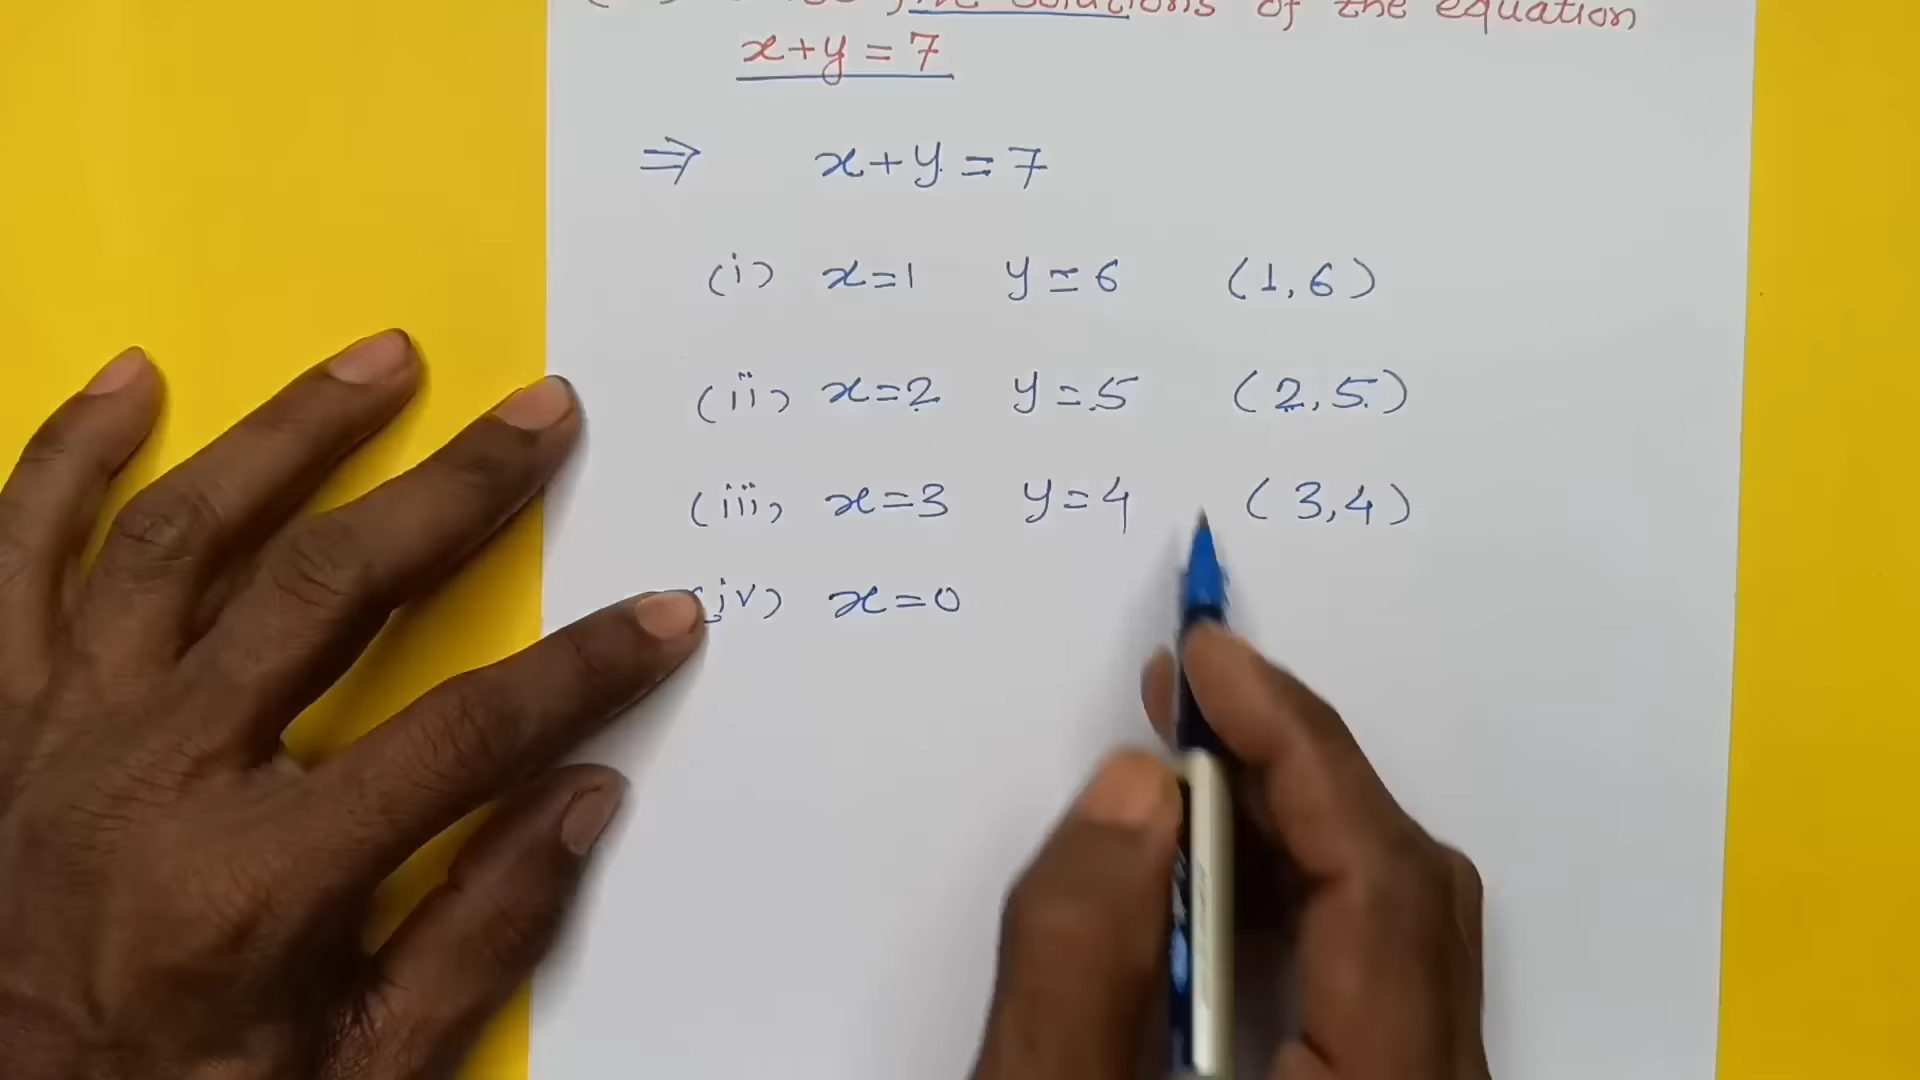 solutions of the equation
x+y=7
⇒ x+y=7
(i) x=1 y=6 (1,6)
(ii) x=2 y=5 (2,5)
(iii) x=3 y=4 (3,4)
(iv) x=0